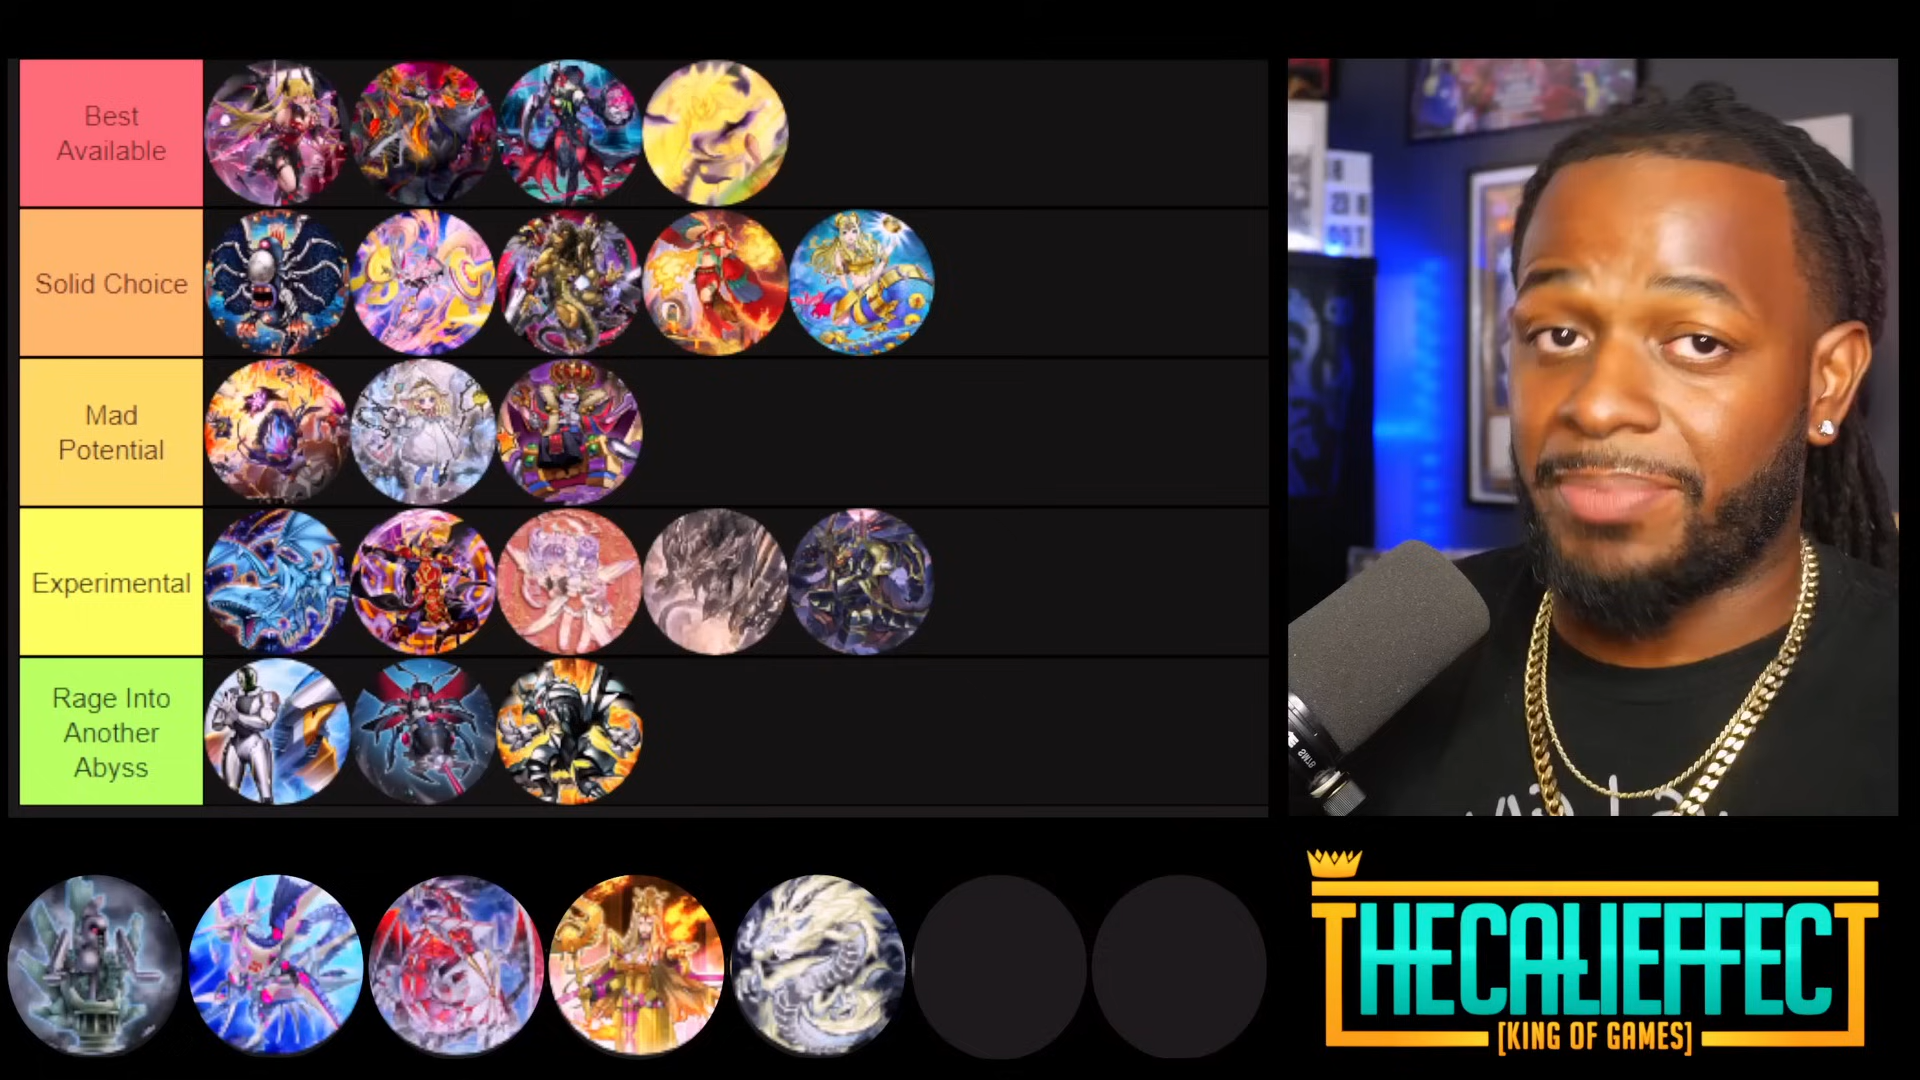 Best
Available
Solid Choice
Mad
Potential
Experimental
Rage Into
Another
Abyss
THECALIEFFECT
[KING OF GAMES]